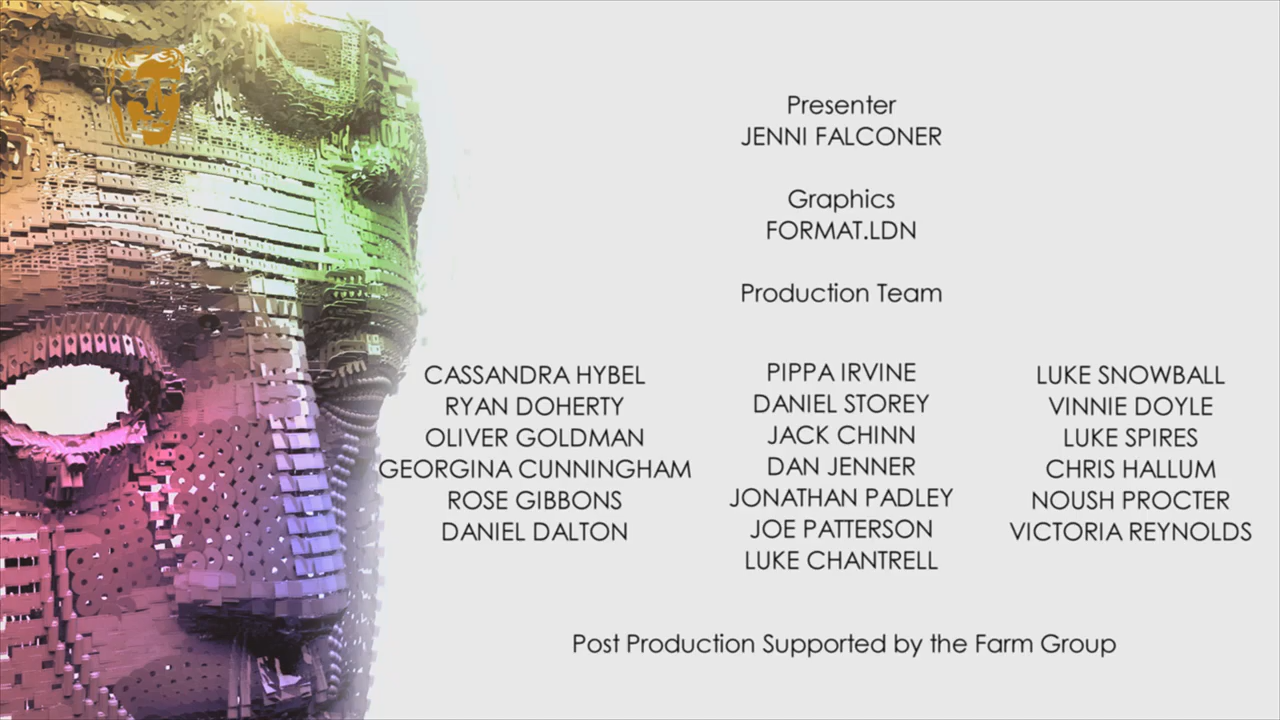 Presenter
JENNI FALCONER
Graphics
FORMAT.LDN
Production Team
CASSANDRA HYBEL
RYAN DOHERTY
OLIVER GOLDMAN
GEORGINA CUNNINGHAM
ROSE GIBBONS
DANIEL DALTON
PIPPA IRVINE
DANIEL STOREY
JACK CHINN
DAN JENNER
JONATHAN PADLEY
JOE PATTERSON
LUKE CHANTRELL
LUKE SNOWBALL
VINNIE DOYLE
LUKE SPIRES
CHRIS HALLUM
NOUSH PROCTER
VICTORIA REYNOLDS
Post Production Supported by the Farm Group